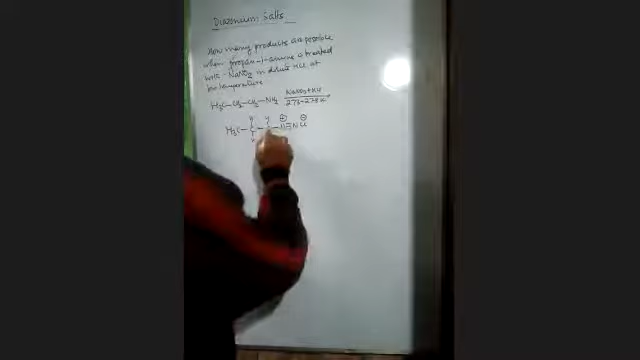 Diazonium Salts
How many products are possible
when propan-1-amine is treated
with NaNO2 in dilute HCl at
low temperature
H3C-CH2-CH2-NH2 NaNO2+HCl
273-278K
H3C-C- -N≡N Cl